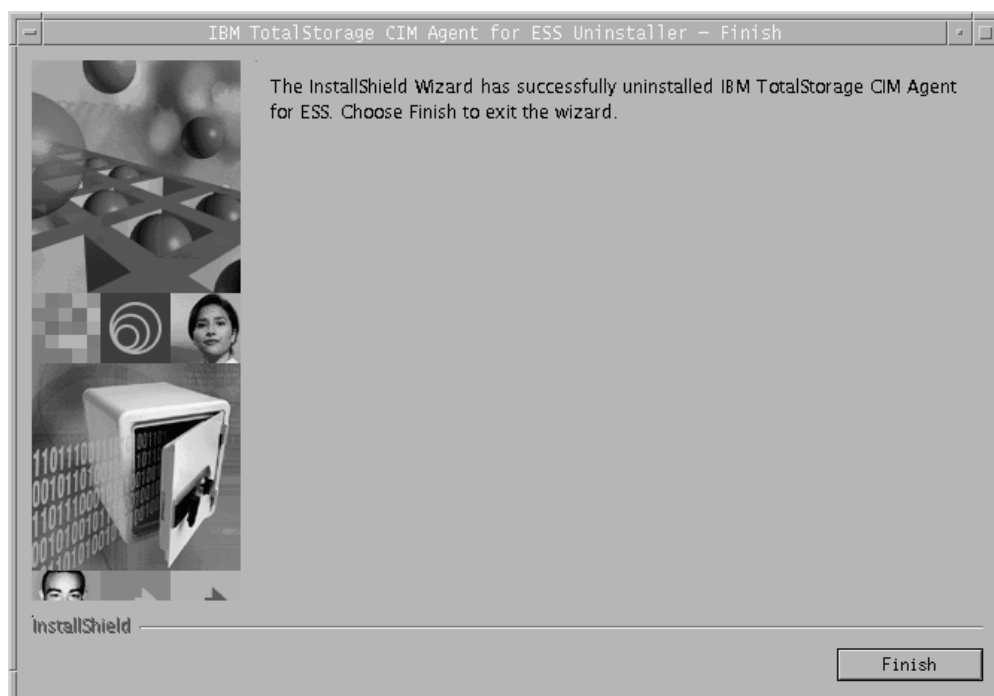 IBM TotalStorage CIM Agent for ESS Uninstaller – Finish
The InstallShield Wizard has successfully uninstalled IBM TotalStorage CIM Agent
for ESS. Choose Finish to exit the wizard.
InstallShield
Finish